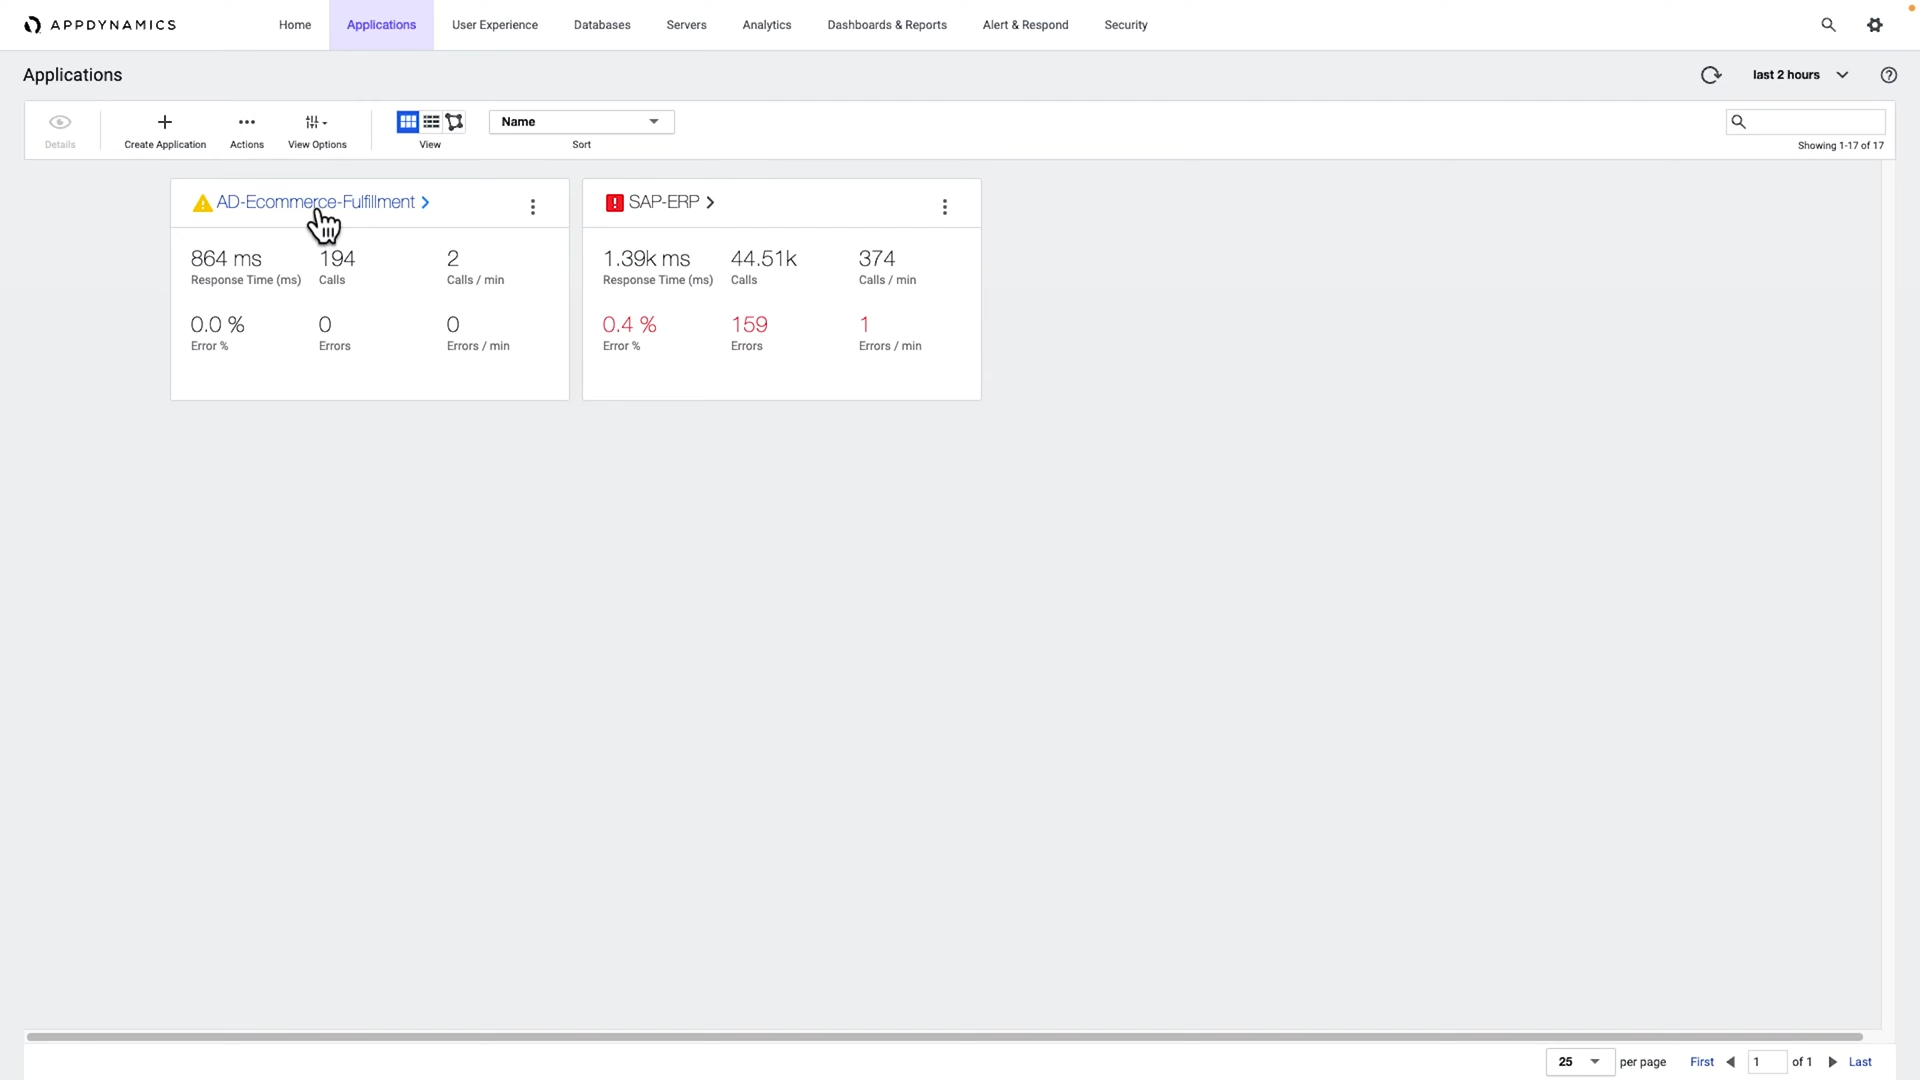 APPDYNAMICS
Home
Applications
User Experience
Databases
Servers
Analytics
Dashboards & Reports
Alert & Respond
Security
Applications
last 2 hours
Details
Create Application
Actions
View Options
View
Name
Sort
Showing 1-17 of 17
AD-Ecommerce-Fulfillment
864 ms 194 2
Response Time (ms) Calls Calls / min
0.0 % 0 0
Error % Errors Errors / min
SAP-ERP
1.39k ms 44.51k 374
Response Time (ms) Calls Calls / min
0.4 % 159 1
Error % Errors Errors / min
25 per page First 1 of 1 Last